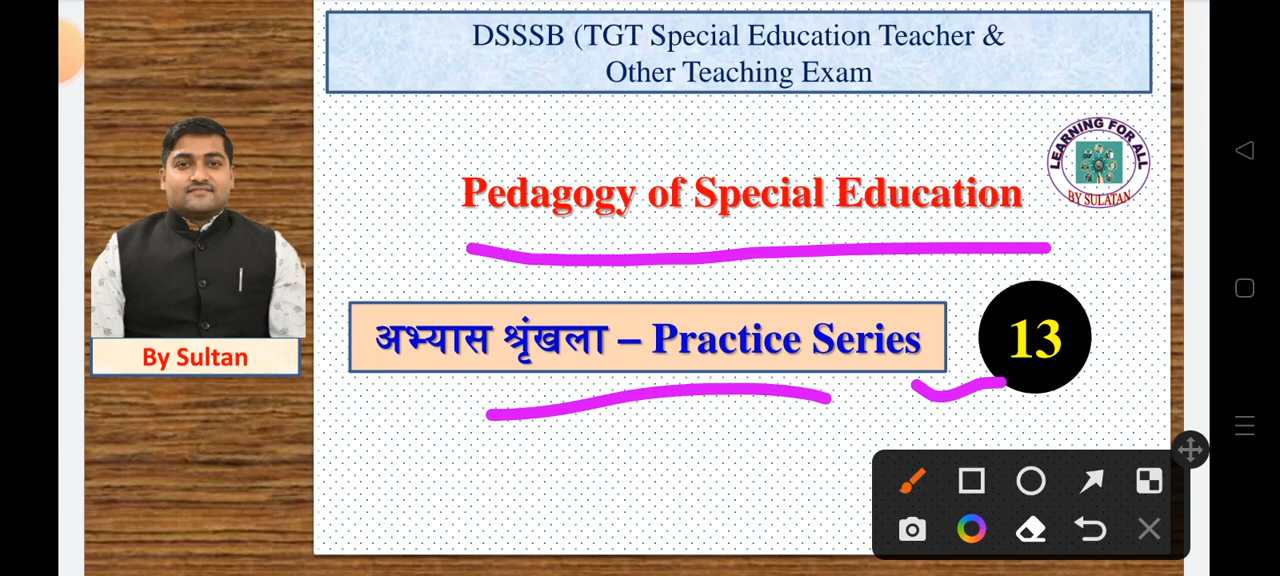 DSSSB (TGT Special Education Teacher &
Other Teaching Exam
LEARNING FOR ALL
BY SULATAN
Pedagogy of Special Education
अभ्यास श्रृंखला – Practice Series
13
By Sultan